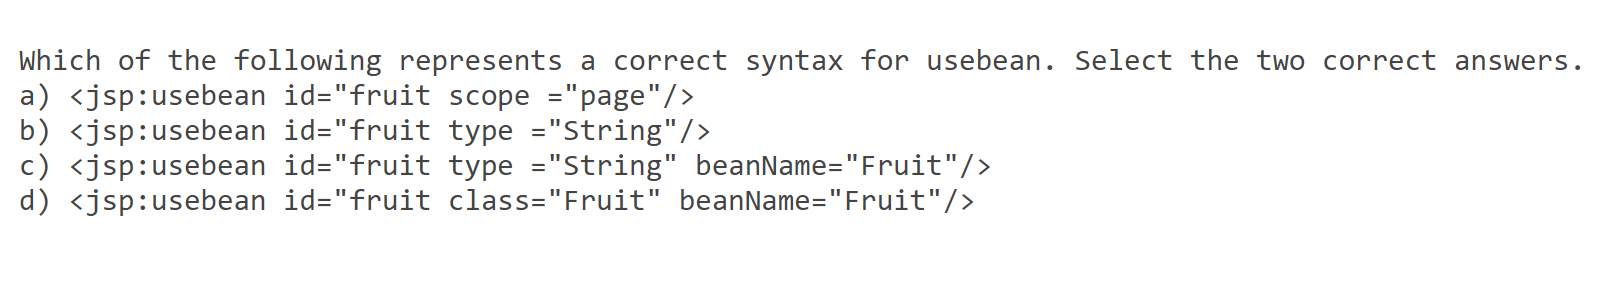 Which of the following represents a correct syntax for usebean. Select the two correct answers.
a) <jsp:usebean id="fruit scope ="page"/>
b) <jsp:usebean id="fruit type ="String"/>
c) <jsp:usebean id="fruit type ="String" beanName="Fruit"/>
d) <jsp:usebean id="fruit class="Fruit" beanName="Fruit"/>